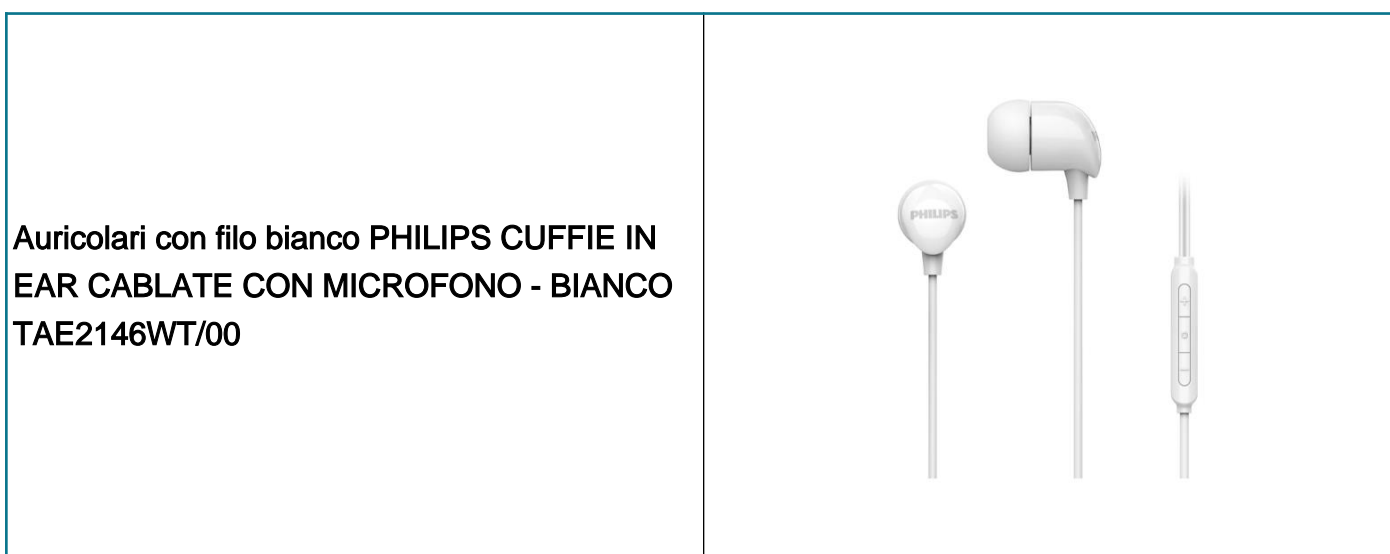 Auricolari con filo bianco PHILIPS CUFFIE IN
EAR CABLATE CON MICROFONO - BIANCO
TAE2146WT/00
PHILIPS